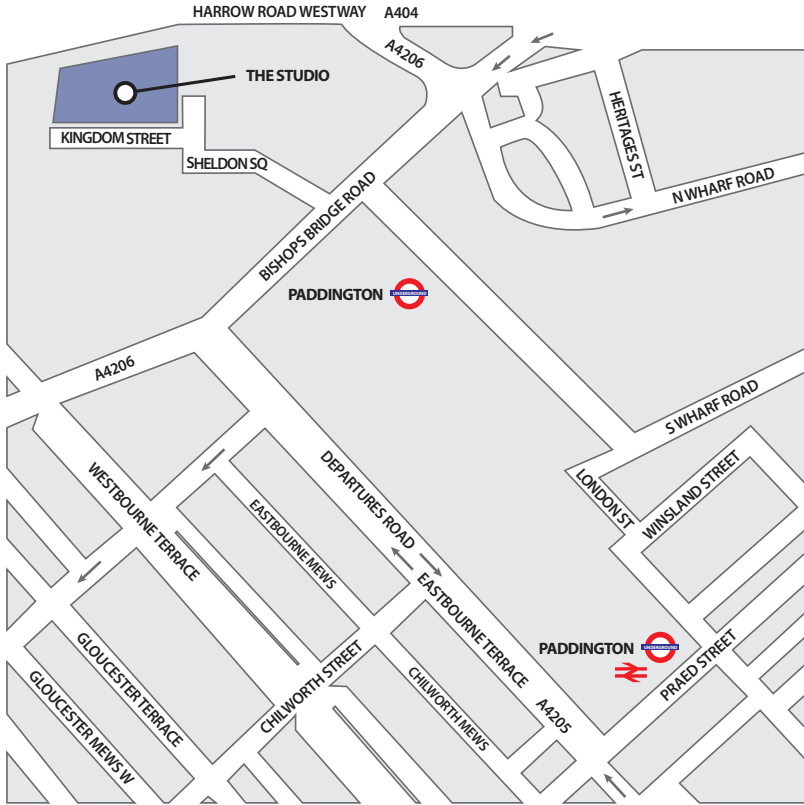 HARROW ROAD WESTWAY A404
A4206
THE STUDIO
KINGDOM STREET
SHELDON SQ
HERITAGES ST
N WHARF ROAD
BISHOPS BRIDGE ROAD
PADDINGTON
UNDERGROUND
A4206
S WHARF ROAD
DEPARTURES ROAD
LONDON ST
WINSLAND STREET
WESTBOURNE TERRACE
EASTBOURNE MEWS
EASTBOURNE TERRACE
PADDINGTON
UNDERGROUND
PRAED STREET
GLOUCESTER TERRACE
GLOUCESTER MEWS W
CHILWORTH STREET
CHILWORTH MEWS
A4205